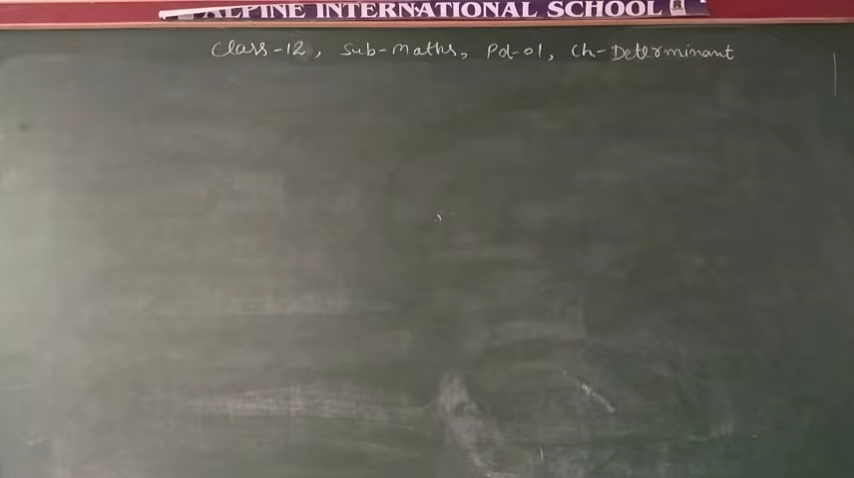 ALPINE INTERNATIONAL SCHOOL
Class-12, Sub-Maths, Pd-01, Ch-Determinant